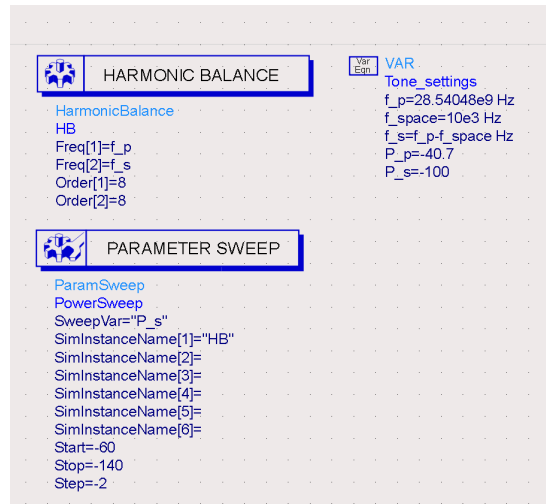 HARMONIC BALANCE
HarmonicBalance
HB
Freq[1]=f_p
Freq[2]=f_s
Order[1]=8
Order[2]=8
Var
Eqn
VAR
Tone_settings
f_p=28.54048e9 Hz
f_space=10e3 Hz
f_s=f_p-f_space Hz
P_p=-40.7
P_s=-100
PARAMETER SWEEP
ParamSweep
PowerSweep
SweepVar="P_s"
SimInstanceName[1]="HB"
SimInstanceName[2]=
SimInstanceName[3]=
SimInstanceName[4]=
SimInstanceName[5]=
SimInstanceName[6]=
Start=-60
Stop=-140
Step=-2